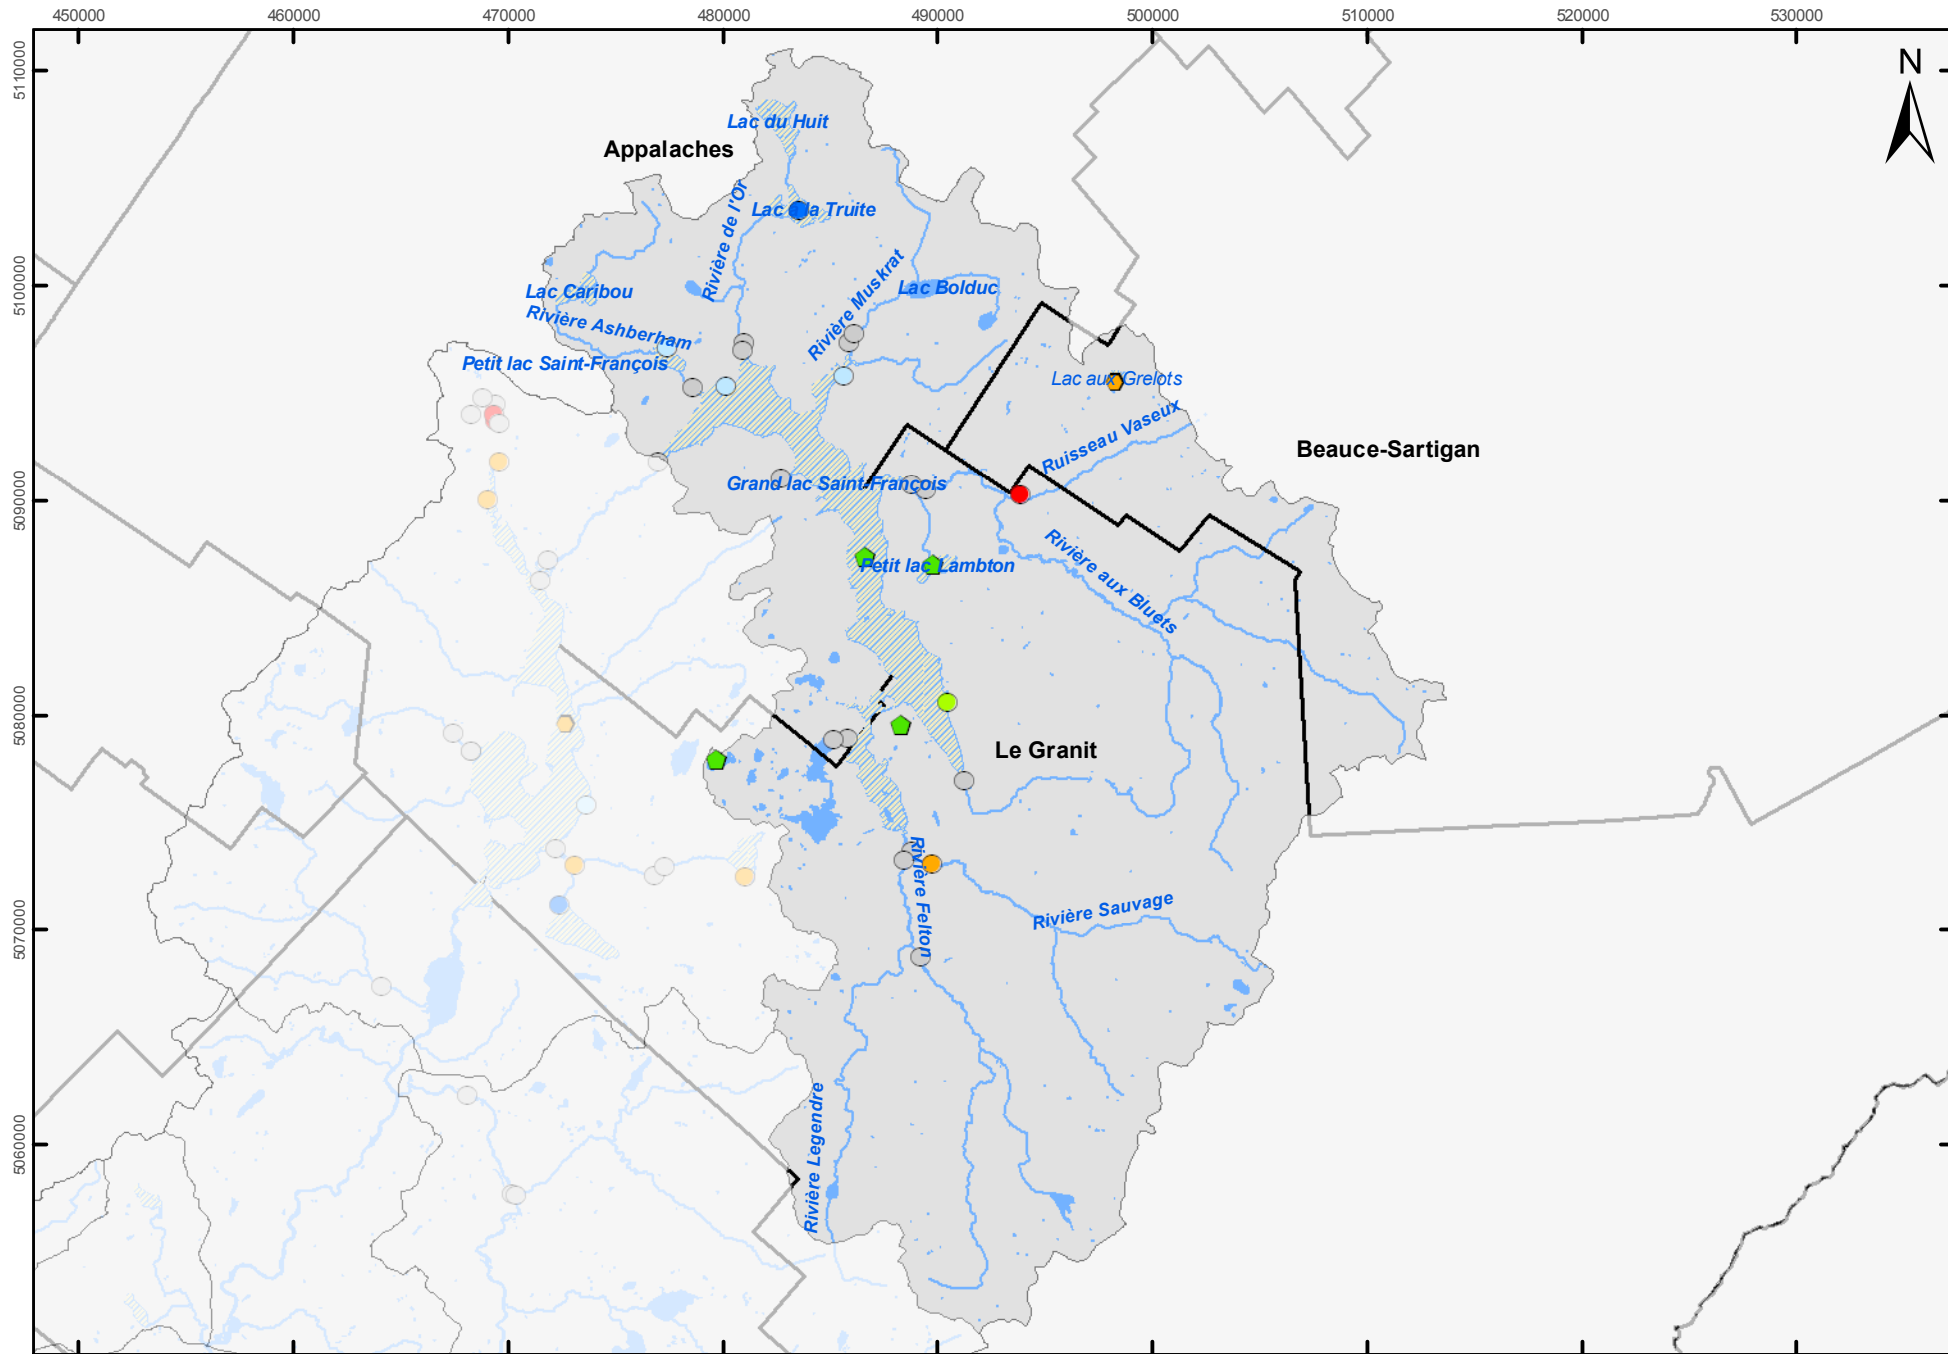 450000 460000 470000 480000 490000 500000 510000 520000 530000
5110000
N
Lac du Huit
Appalaches
Rivière de l'Or
Lac à la Truite
5100000
Lac Caribou
Rivière Muskrat
Lac Bolduc
Rivière Ashberham
Petit lac Saint-François
Lac aux Grelots
Ruisseau Vaseux
Beauce-Sartigan
5090000
Grand lac Saint-François
Petit lac Lambton
Rivière aux Bluets
5080000
Le Granit
Rivière Felton
5070000
Rivière Sauvage
5060000
Rivière Legendre